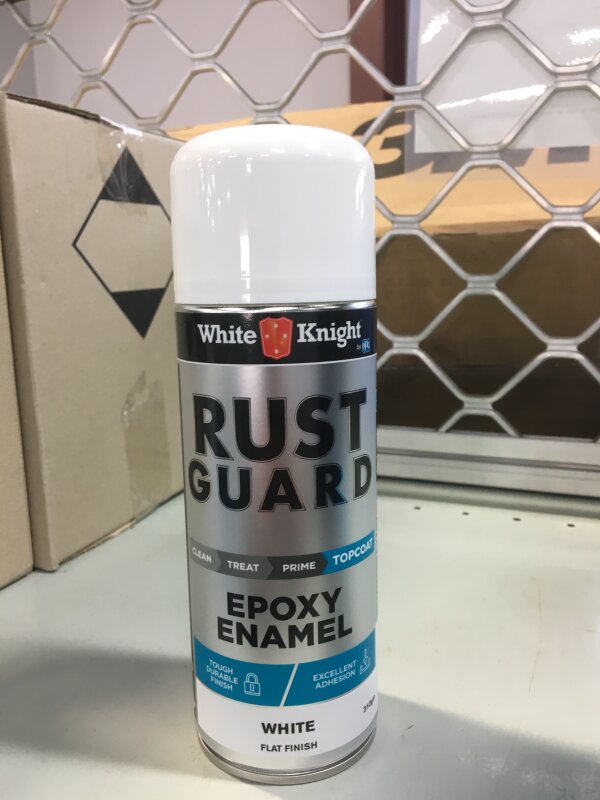 White Knight
by PPG
RUST
GUARD
CLEAN TREAT PRIME TOPCOAT
EPOXY
ENAMEL
TOUGH
DURABLE
FINISH
EXCELLENT
ADHESION
WHITE
FLAT FINISH